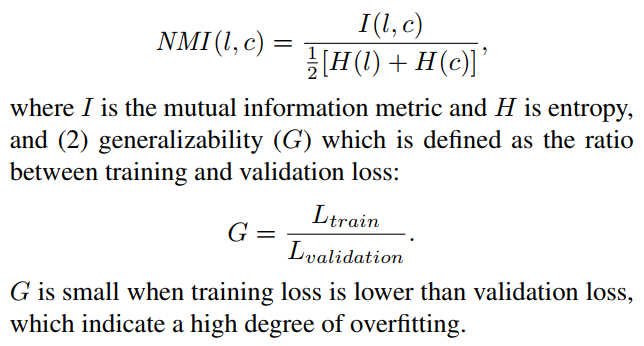 NMI(l, c) = \frac{I(l, c)}{\frac{1}{2}[H(l) + H(c)]},
where I is the mutual information metric and H is entropy,
and (2) generalizability (G) which is defined as the ratio
between training and validation loss:
G = \frac{L_{train}}{L_{validation}}.
G is small when training loss is lower than validation loss,
which indicate a high degree of overfitting.